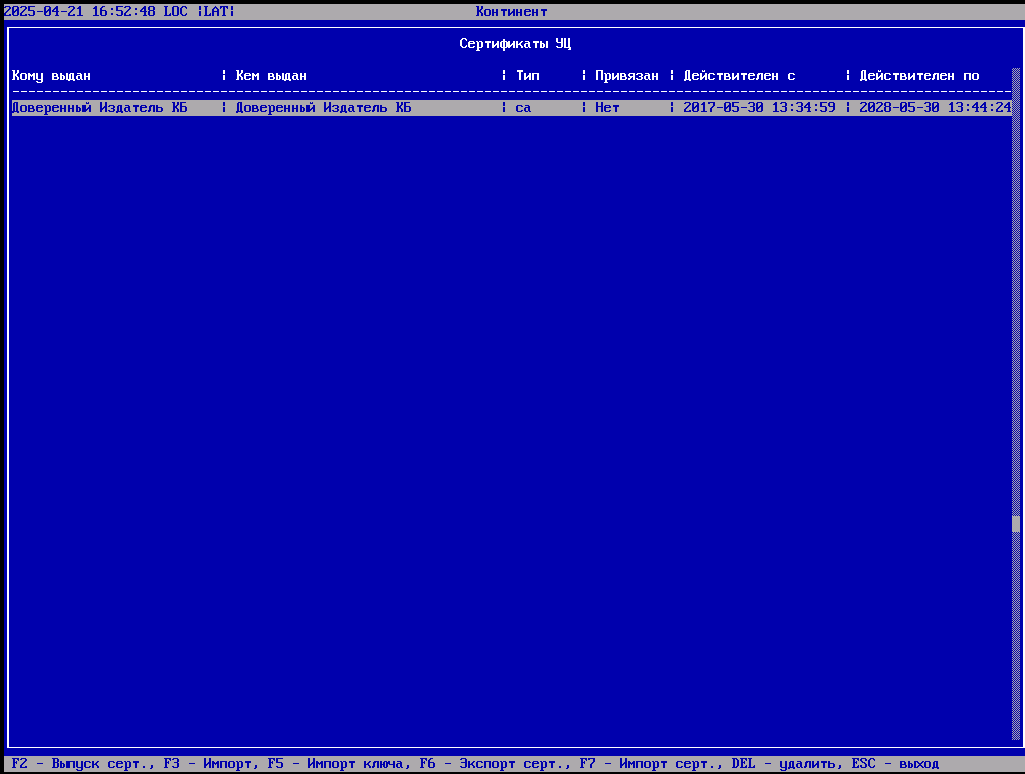 2025-04-21 16:52:48 LOC ¦LAT¦ Континент
Сертификаты УЦ
Кому выдан ¦ Кем выдан ¦ Тип ¦ Привязан ¦ Действителен с ¦ Действителен по
Доверенный Издатель КБ ¦ Доверенный Издатель КБ ¦ ca ¦ Нет ¦ 2017-05-30 13:34:59 ¦ 2028-05-30 13:44:24
F2 - Выпуск серт., F3 - Импорт, F5 - Импорт ключа, F6 - Экспорт серт., F7 - Импорт серт., DEL - удалить, ESC - выход